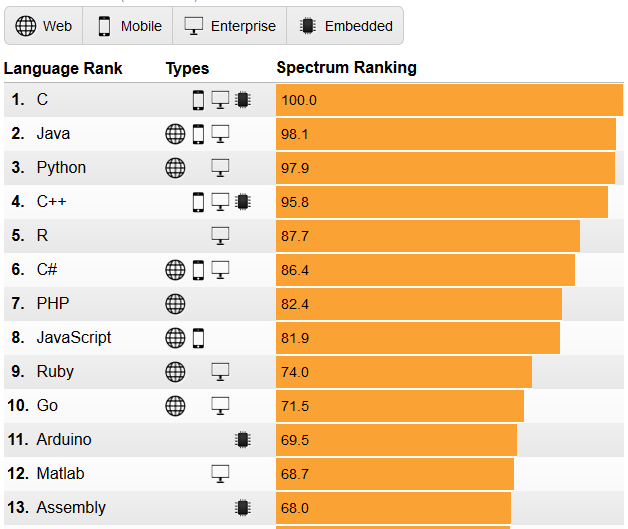 Web Mobile Enterprise Embedded
Language Rank Types Spectrum Ranking
1. C 100.0
2. Java 98.1
3. Python 97.9
4. C++ 95.8
5. R 87.7
6. C# 86.4
7. PHP 82.4
8. JavaScript 81.9
9. Ruby 74.0
10. Go 71.5
11. Arduino 69.5
12. Matlab 68.7
13. Assembly 68.0